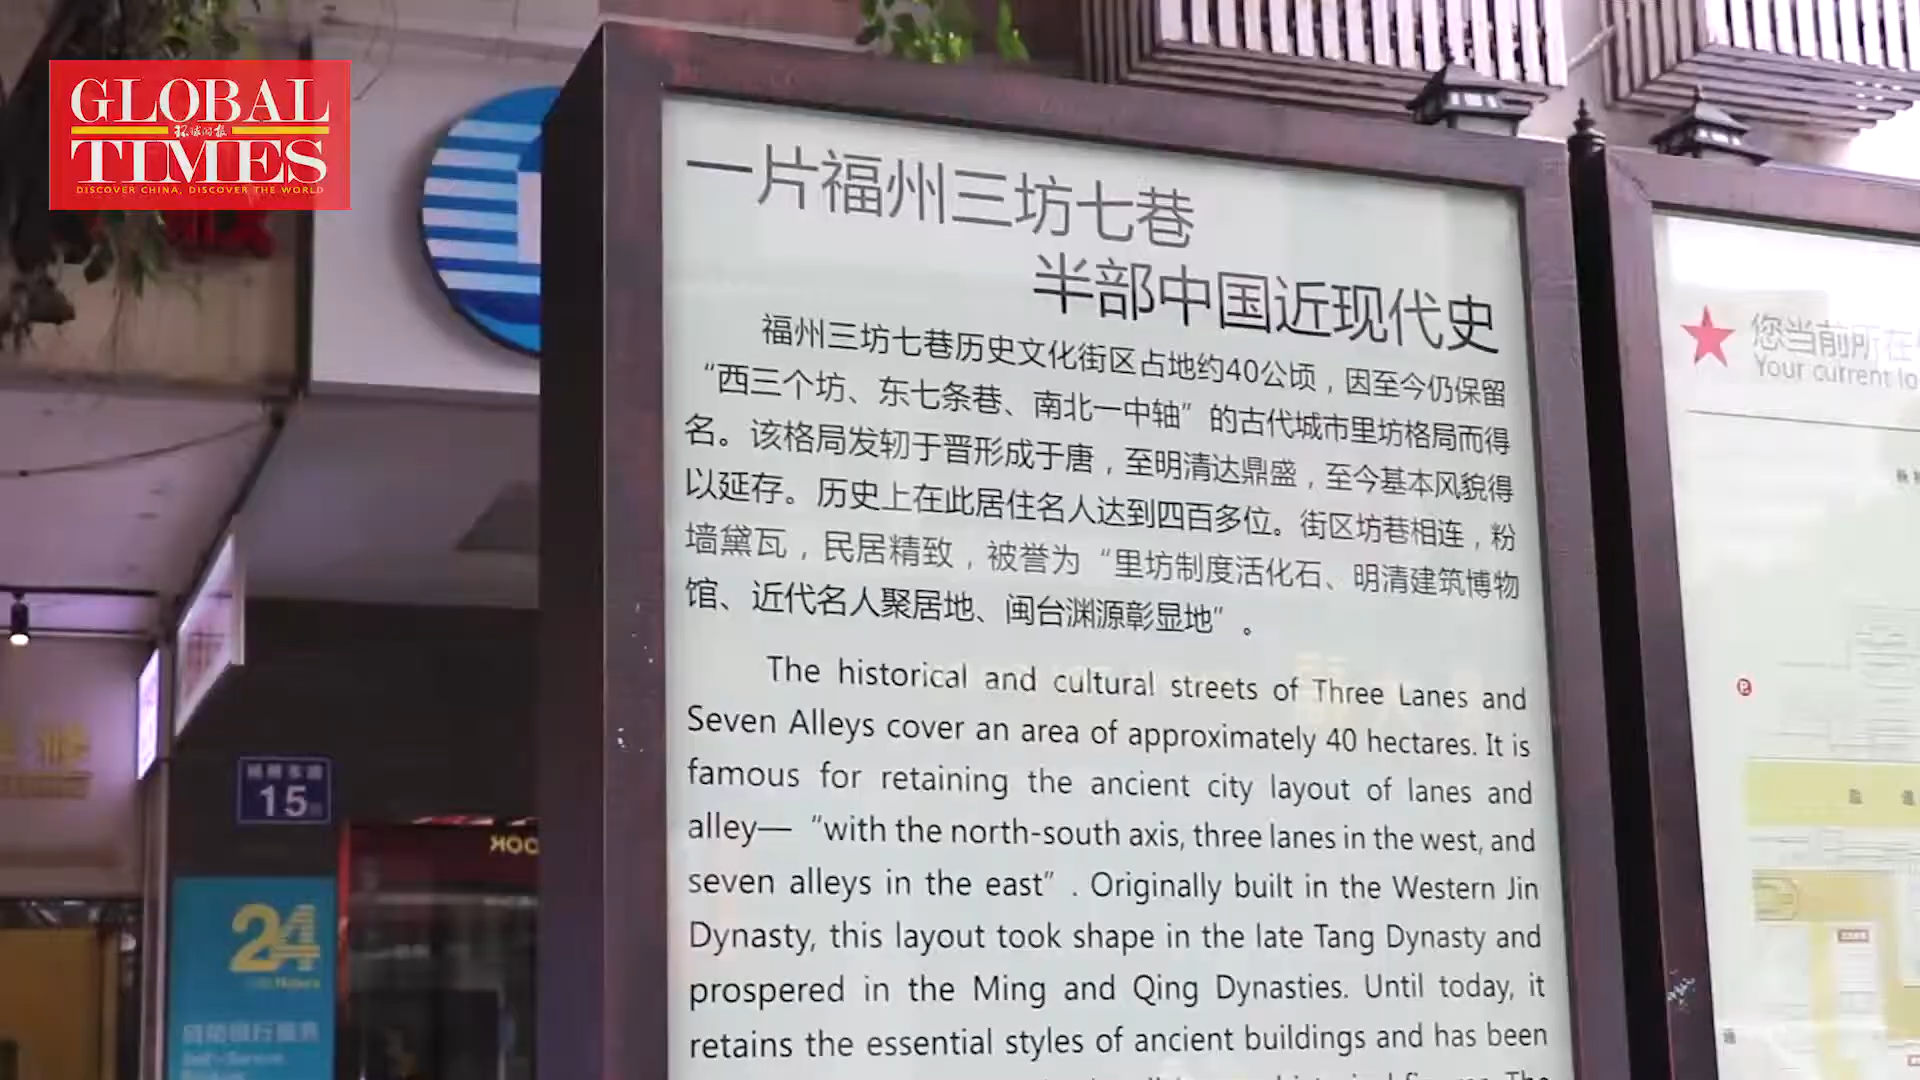 GLOBAL
环球时报
TIMES
DISCOVER CHINA, DISCOVER THE WORLD
一片福州三坊七巷
半部中国近现代史
福州三坊七巷历史文化街区占地约40公顷，因至今仍保留
“西三个坊、东七条巷、南北一中轴”的古代城市里坊格局而得
名。该格局发轫于晋形成于唐，至明清达鼎盛，至今基本风貌得
以延存。历史上在此居住名人达到四百多位。街区坊巷相连，粉
墙黛瓦，民居精致，被誉为“里坊制度活化石、明清建筑博物
馆、近代名人聚居地、闽台渊源彰显地”。
The historical and cultural streets of Three Lanes and
Seven Alleys cover an area of approximately 40 hectares. It is
famous for retaining the ancient city layout of lanes and
alley— “with the north-south axis, three lanes in the west, and
seven alleys in the east”. Originally built in the Western Jin
Dynasty, this layout took shape in the late Tang Dynasty and
prospered in the Ming and Qing Dynasties. Until today, it
retains the essential styles of ancient buildings and has been
The
您当前所在
Your current lo
15
24
自助银行服务
Self-Service